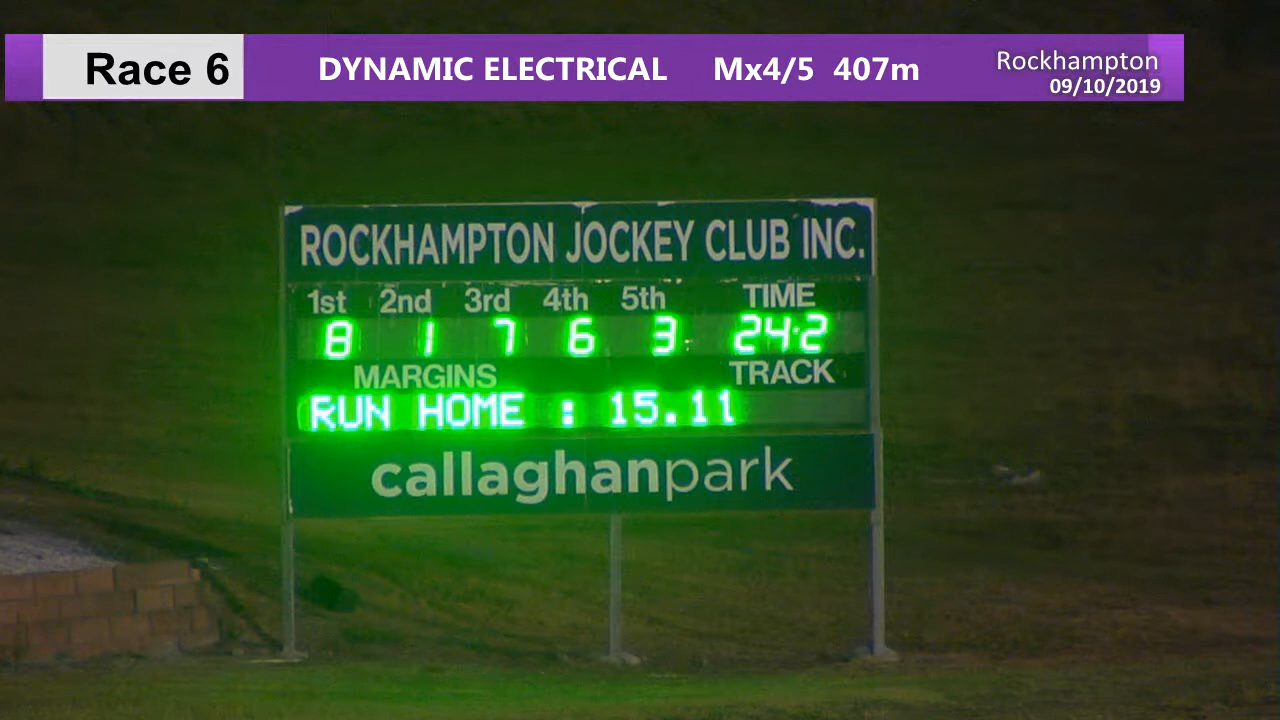 Race 6 DYNAMIC ELECTRICAL Mx4/5 407m Rockhampton
09/10/2019
ROCKHAMPTON JOCKEY CLUB INC.
1st 2nd 3rd 4th 5th TIME
8 1 7 6 3 24.2
MARGINS TRACK
RUN HOME : 15.11
callaghanpark